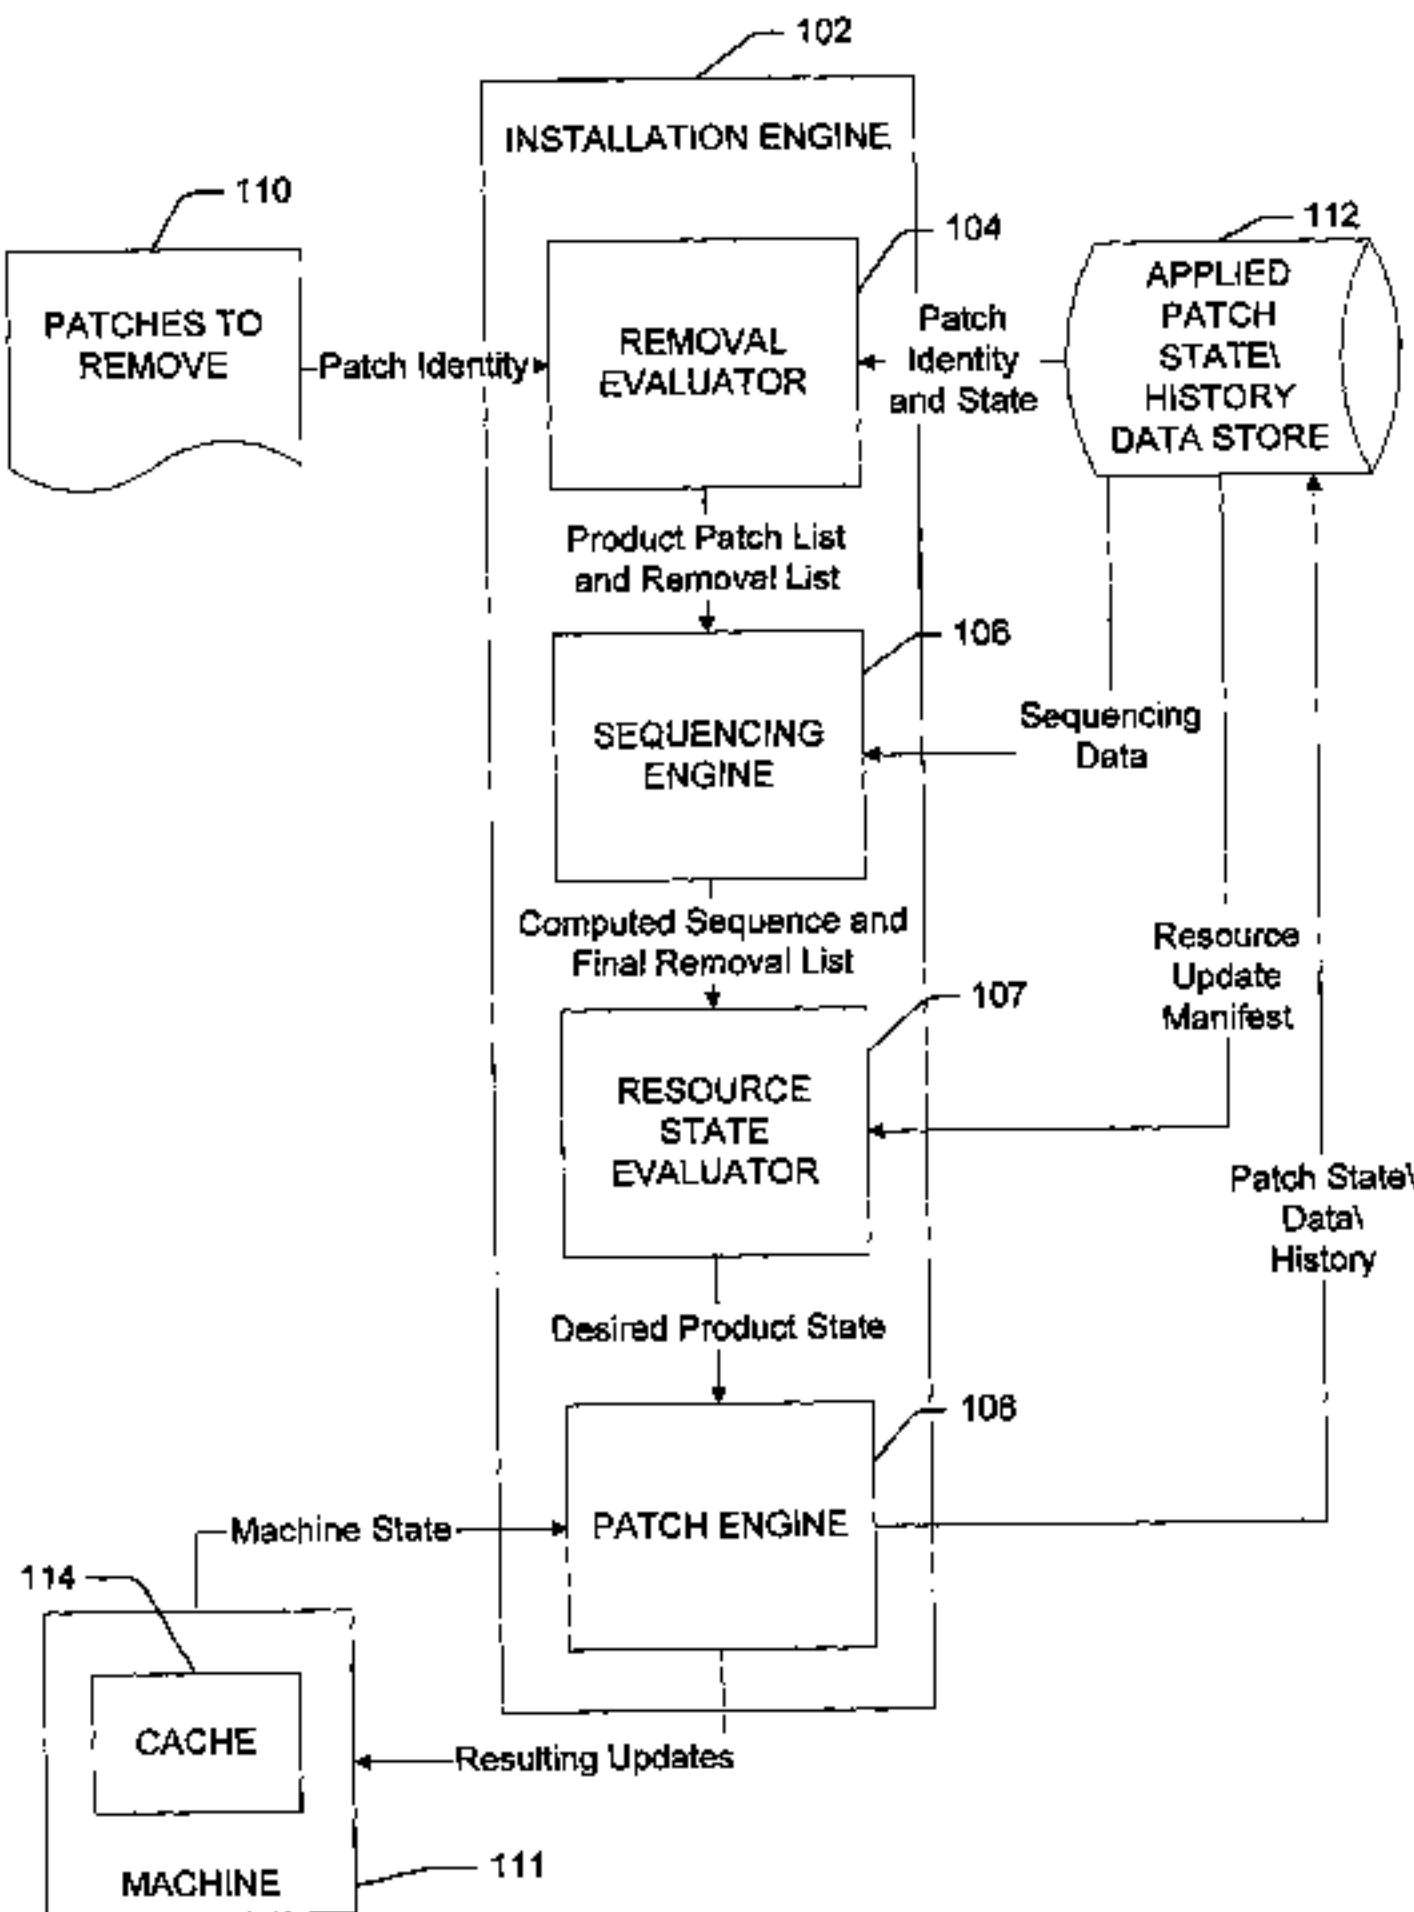 102
INSTALLATION ENGINE
110
104
112
PATCHES TO
REMOVE
Patch Identity
REMOVAL
EVALUATOR
Patch
Identity
and State
APPLIED
PATCH
STATE\
HISTORY
DATA STORE
Product Patch List
and Removal List
106
SEQUENCING
ENGINE
Sequencing
Data
Computed Sequence and
Final Removal List
Resource
Update
Manifest
107
RESOURCE
STATE
EVALUATOR
Patch State\
Data\
History
Desired Product State
108
PATCH ENGINE
Machine State
114
CACHE
Resulting Updates
MACHINE
111